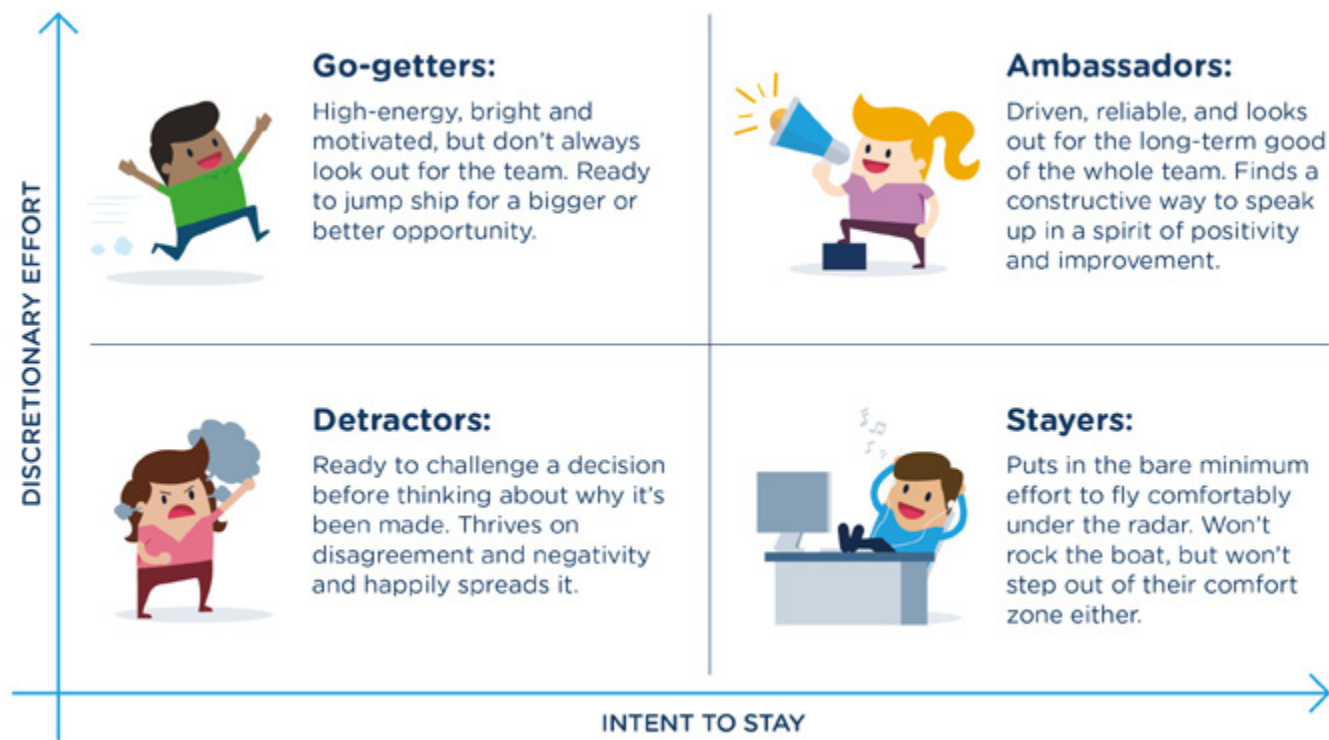 DISCRETIONARY EFFORT
Go-getters:
High-energy, bright and
motivated, but don't always
look out for the team. Ready
to jump ship for a bigger or
better opportunity.
Ambassadors:
Driven, reliable, and looks
out for the long-term good
of the whole team. Finds a
constructive way to speak
up in a spirit of positivity
and improvement.
Detractors:
Ready to challenge a decision
before thinking about why it's
been made. Thrives on
disagreement and negativity
and happily spreads it.
Stayers:
Puts in the bare minimum
effort to fly comfortably
under the radar. Won't
rock the boat, but won't
step out of their comfort
zone either.
INTENT TO STAY